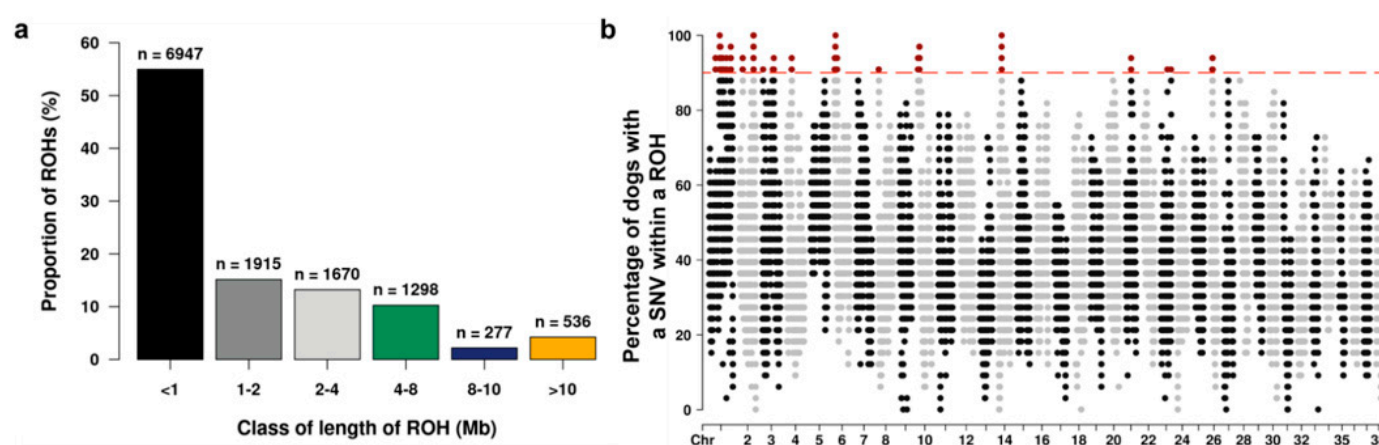 a
Proportion of ROHs (%)
60
50
40
30
20
10
0
n = 6947
n = 1915
n = 1670
n = 1298
n = 277
n = 536
<1 1-2 2-4 4-8 8-10 >10
Class of length of ROH (Mb)
b
Percentage of dogs with
a SNV within a ROH
100
80
60
40
20
0
Chr 2 3 4 5 6 7 8 10 12 14 16 18 20 22 24 26 28 30 32 35